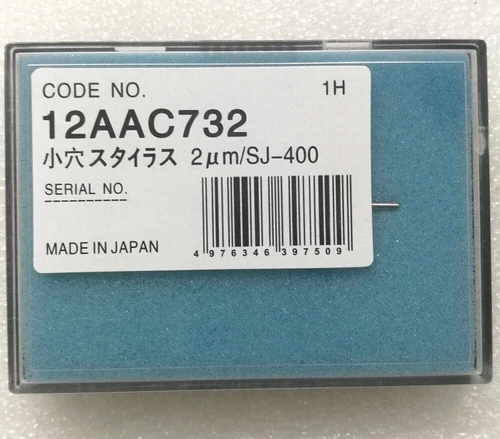 CODE NO. 1H
12AAC732
小穴スタイラス 2μm/SJ-400
SERIAL NO.
MADE IN JAPAN
4 976346 397509